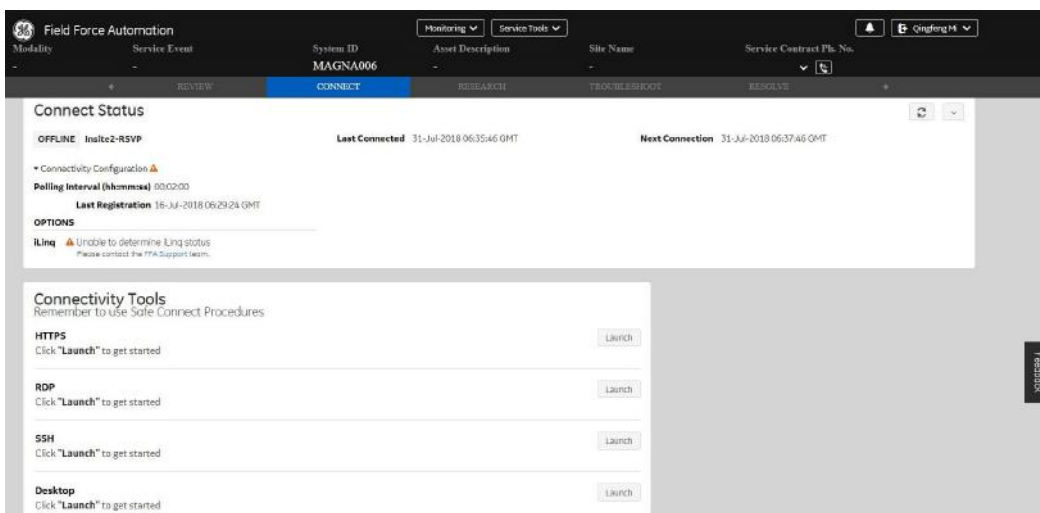 Field Force Automation
Monitoring
Service Tools
Qingfeng Mi
Modality
Service Event
System ID
Asset Description
Site Name
Service Contract Ph. No.
-
-
MAGNA006
-
-
REVIEW
CONNECT
RESEARCH
TROUBLESHOOT
RESOLVE
Connect Status
OFFLINE Insite2-RSVP
Last Connected 31-Jul-2018 06:35:46 GMT
Next Connection 31-Jul-2018 06:37:46 GMT
Connectivity Configuration
Polling Interval (hh:mm:ss) 00:02:00
Last Registration 16-Jul-2018 06:29:24 GMT
OPTIONS
iLinq Unable to determine iLinq status
Please contact the FFA Support team.
Connectivity Tools
Remember to use Safe Connect Procedures
HTTPS
Launch
Click "Launch" to get started
RDP
Launch
Click "Launch" to get started
SSH
Launch
Click "Launch" to get started
Desktop
Launch
Click "Launch" to get started
Feedback